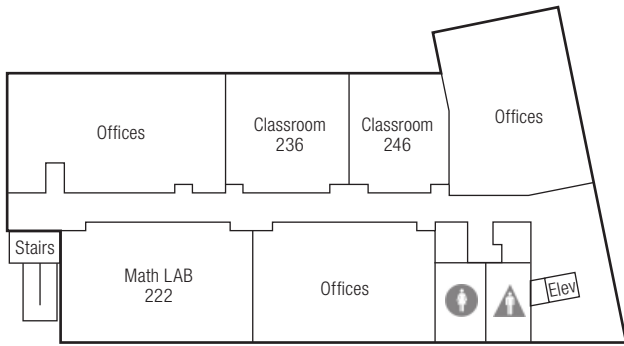 Offices
Classroom
236
Classroom
246
Offices
Stairs
Math LAB
222
Offices
Elev